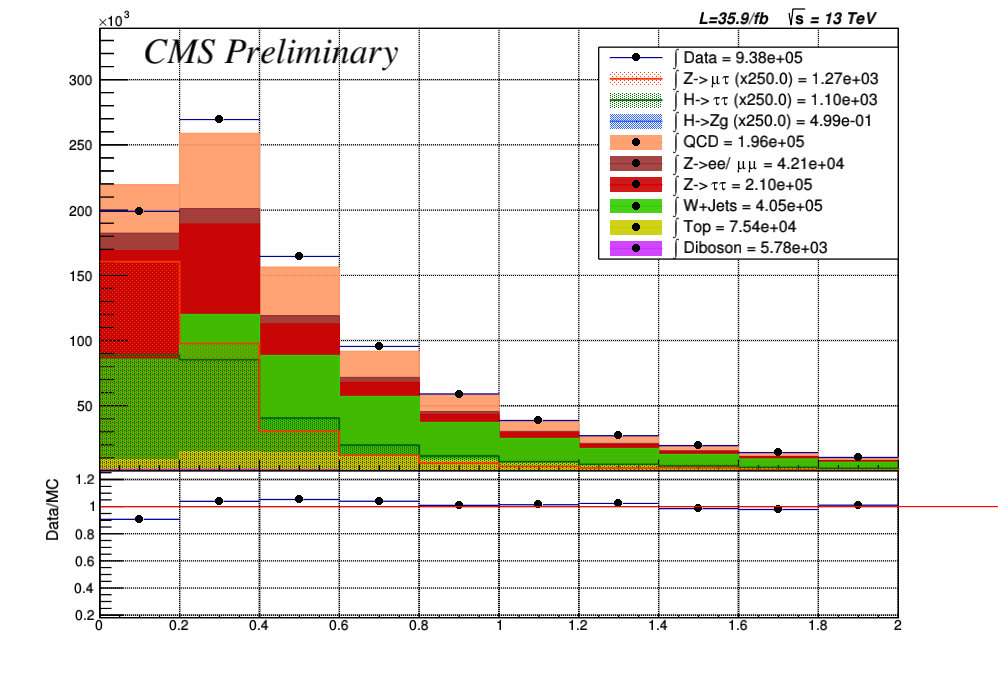 ×10³
L=35.9/fb √s = 13 TeV
CMS Preliminary
∫ Data = 9.38e+05
∫ Z-> μτ (x250.0) = 1.27e+03
∫ H-> ττ (x250.0) = 1.10e+03
∫ H->Zg (x250.0) = 4.99e-01
∫ QCD = 1.96e+05
∫ Z->ee/ μμ = 4.21e+04
∫ Z-> ττ = 2.10e+05
∫ W+Jets = 4.05e+05
∫ Top = 7.54e+04
∫ Diboson = 5.78e+03
300
250
200
150
100
50
Data/MC
1.2
1
0.8
0.6
0.4
0.2
0 0.2 0.4 0.6 0.8 1 1.2 1.4 1.6 1.8 2